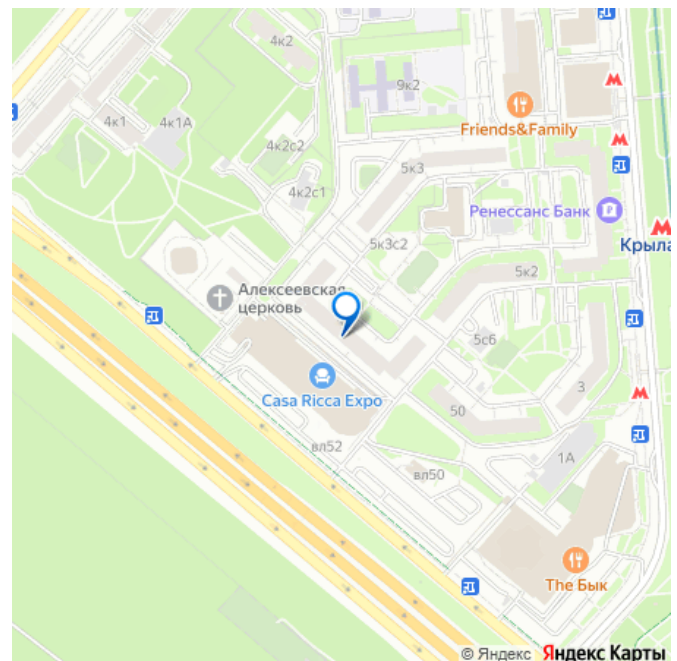 4к2
9к2
Friends&Family
4к1
4к1А
4к2с2
5к3
4к2с1
Ренессанс Банк
Крыла
5к3с2
5к2
Алексеевская
церковь
5с6
Casa Ricca Expo
3
50
вл52
1А
вл50
The Бык
© Яндекс Яндекс Карты